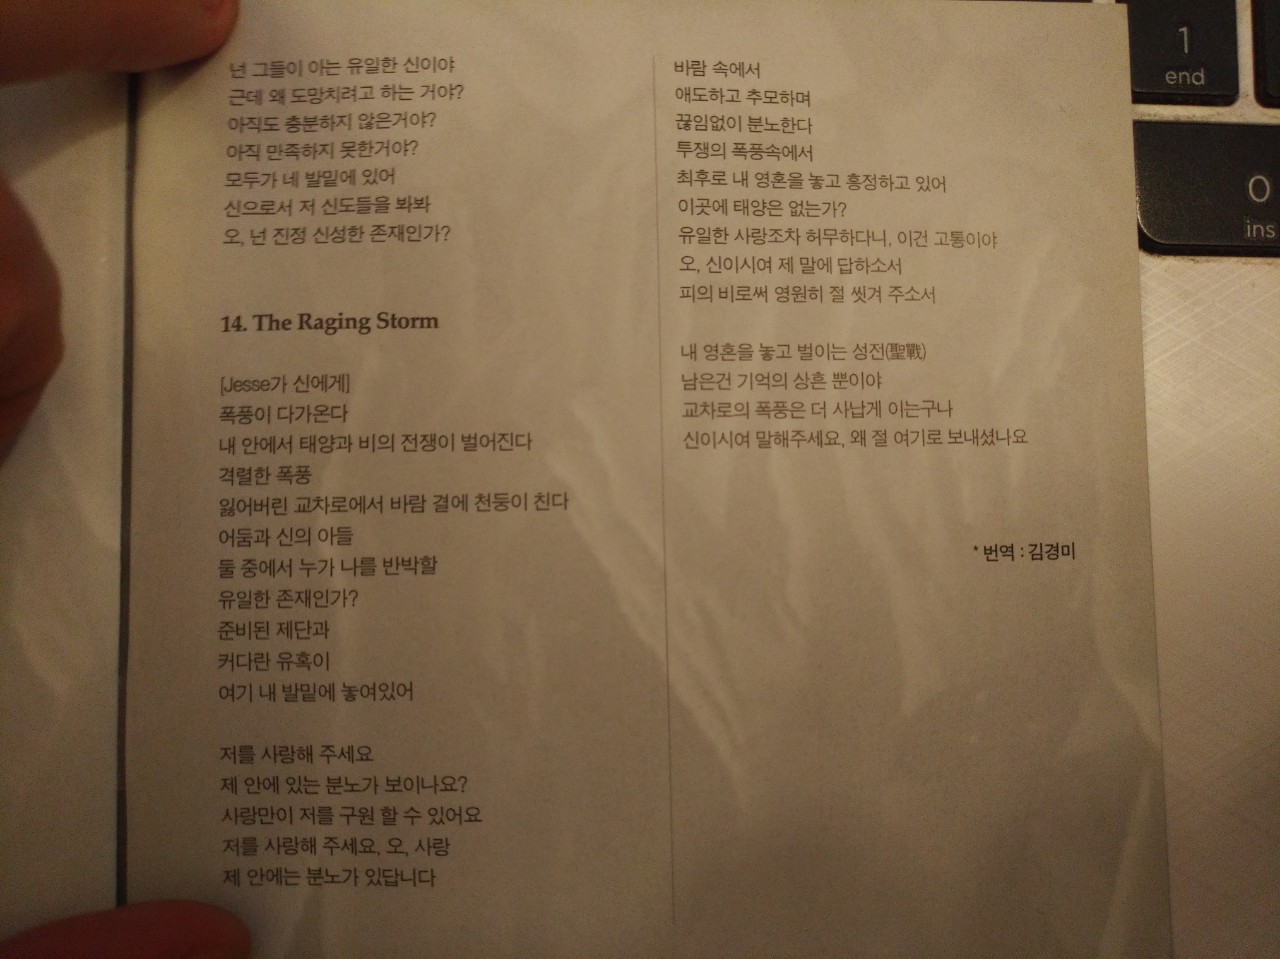 넌 그들이 아는 유일한 신이야
근데 왜 도망치려고 하는 거야?
아직도 충분하지 않은거야?
아직 만족하지 못한거야?
모두가 네 발밑에 있어
신으로서 저 신도들을 봐봐
오, 넌 진정 신성한 존재인가?
14. The Raging Storm
[Jesse가 신에게]
폭풍이 다가온다
내 안에서 태양과 비의 전쟁이 벌어진다
격렬한 폭풍
잃어버린 교차로에서 바람 결에 천둥이 친다
어둠과 신의 아들
둘 중에서 누가 나를 반박할
유일한 존재인가?
준비된 제단과
커다란 유혹이
여기 내 발밑에 놓여있어
저를 사랑해 주세요
제 안에 있는 분노가 보이나요?
사랑만이 저를 구원 할 수 있어요
저를 사랑해 주세요, 오, 사랑
제 안에는 분노가 있답니다
바람 속에서
애도하고 추모하며
끊임없이 분노한다
투쟁의 폭풍속에서
최후로 내 영혼을 놓고 흥정하고 있어
이곳에 태양은 없는가?
유일한 사랑조차 허무하다니, 이건 고통이야
오, 신이시여 제 말에 답하소서
피의 비로써 영원히 절 씻겨 주소서
내 영혼을 놓고 벌이는 성전(聖戰)
남은건 기억의 상흔 뿐이야
교차로의 폭풍은 더 사납게 이는구나
신이시여 말해주세요, 왜 절 여기로 보내셨나요
* 번역 : 김경미
1
end
0
ins